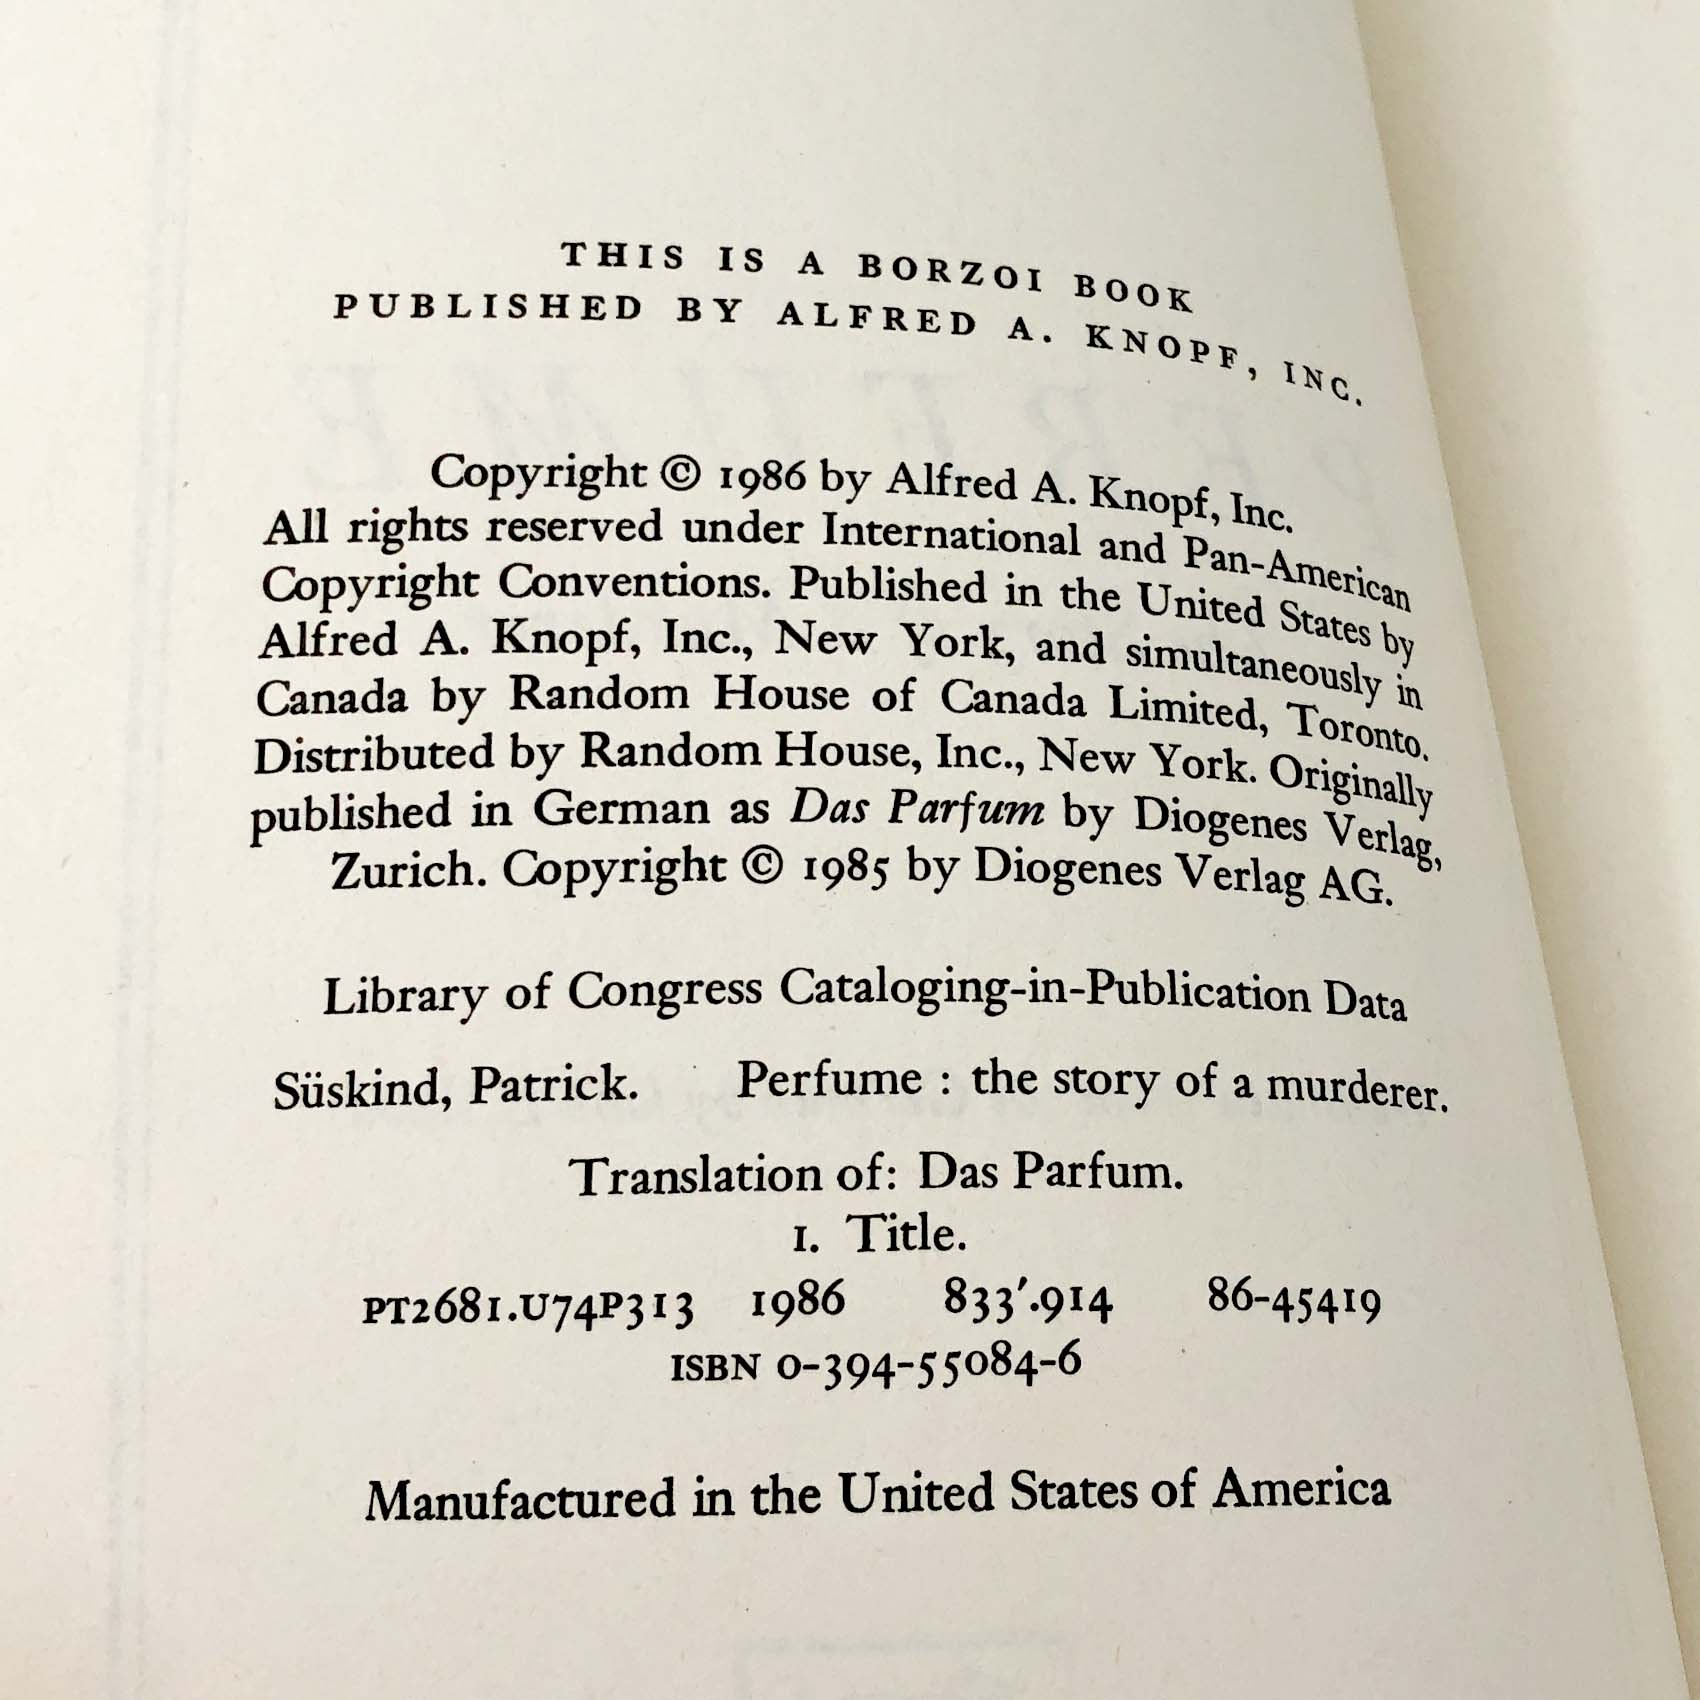 THIS IS A BORZOI BOOK
PUBLISHED BY ALFRED A. KNOPF, INC.
Copyright © 1986 by Alfred A. Knopf, Inc.
All rights reserved under International and Pan-American
Copyright Conventions. Published in the United States by
Alfred A. Knopf, Inc., New York, and simultaneously in
Canada by Random House of Canada Limited, Toronto.
Distributed by Random House, Inc., New York. Originally
published in German as Das Parfum by Diogenes Verlag,
Zurich. Copyright © 1985 by Diogenes Verlag AG.
Library of Congress Cataloging-in-Publication Data
Süskind, Patrick. Perfume : the story of a murderer.
Translation of: Das Parfum.
I. Title.
PT2681.U74P313 1986 833'.914 86-45419
ISBN 0-394-55084-6
Manufactured in the United States of America